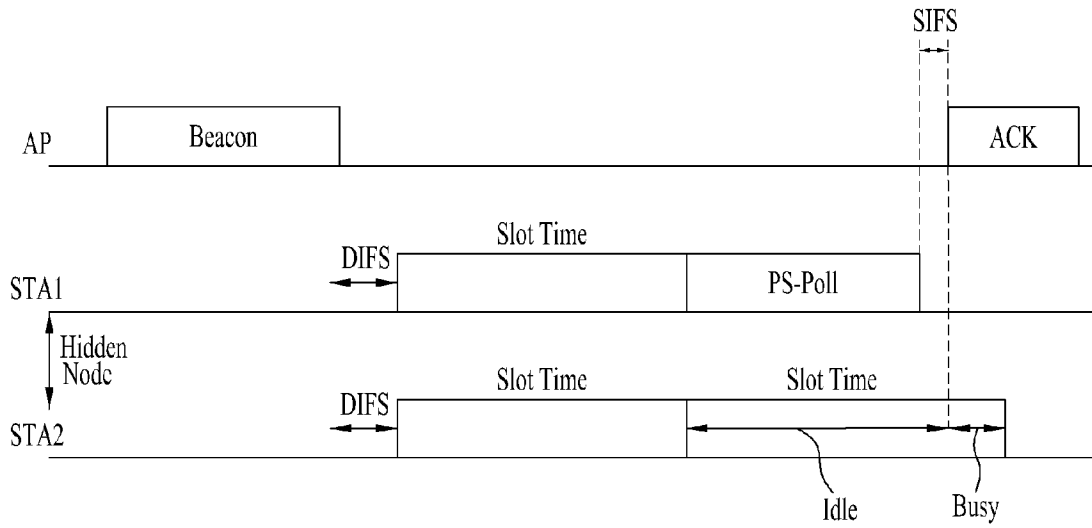 SIFS
AP
Beacon
ACK
Slot Time
DIFS
PS-Poll
STA1
Hidden
Node
Slot Time
Slot Time
DIFS
STA2
Idle
Busy